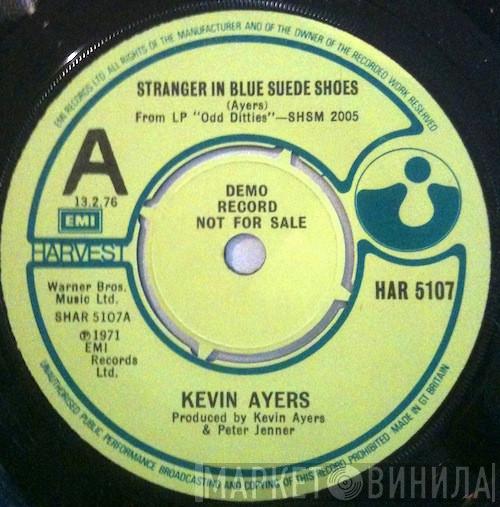 EMI RECORDS LTD. ALL RIGHTS OF THE MANUFACTURER AND OF THE OWNER OF THE RECORDED WORK RESERVED
STRANGER IN BLUE SUEDE SHOES
(Ayers)
From LP "Odd Ditties"—SHSM 2005
A
13.2.76
EMI
HARVEST
DEMO
RECORD
NOT FOR SALE
Warner Bros.
Music Ltd.
SHAR 5107A
℗ 1971
EMI
Records
Ltd.
HAR 5107
KEVIN AYERS
Produced by Kevin Ayers
& Peter Jenner
UNAUTHORISED PUBLIC PERFORMANCE BROADCASTING AND COPYING OF THIS RECORD PROHIBITED. MADE IN GT BRITAIN
МАРКЕТ ВИНИЛА